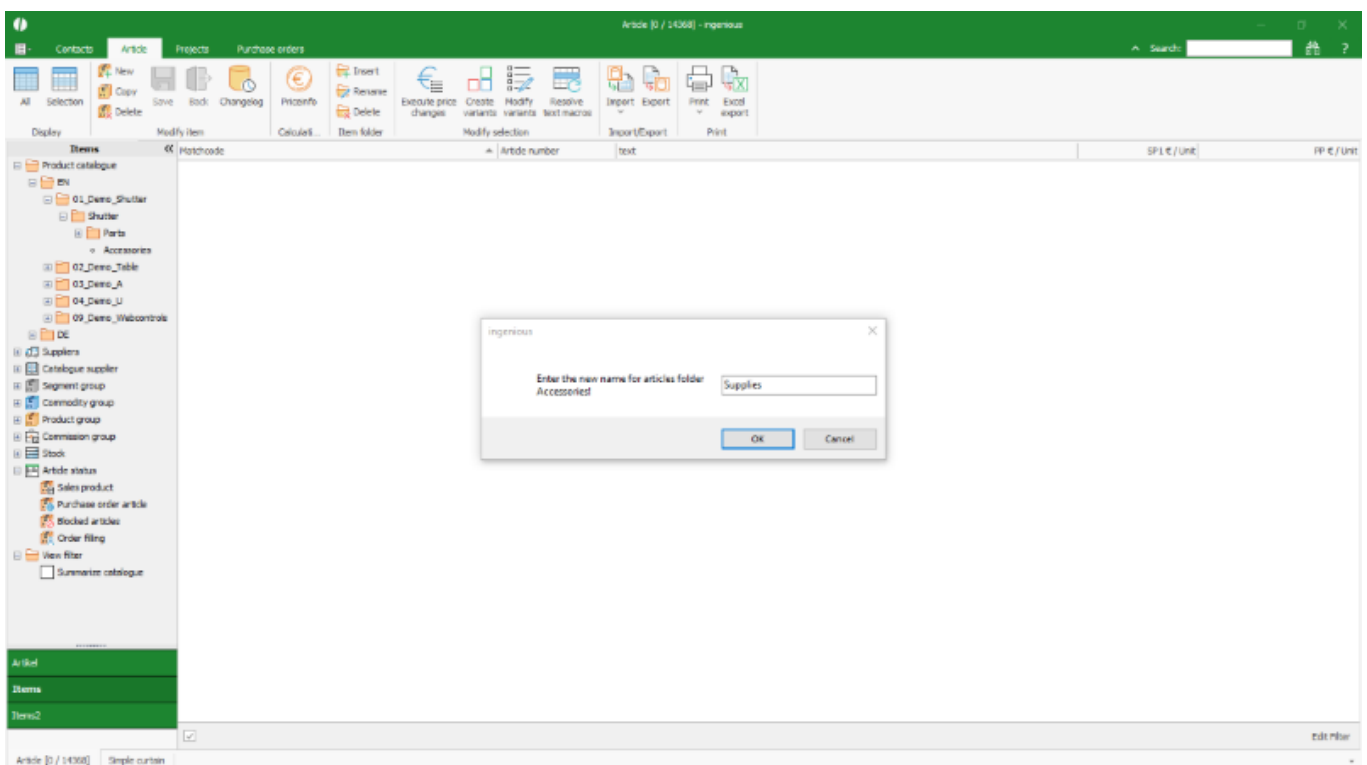 Article [0 / 14368] - ingenious
Contacts Article Projects Purchase orders Search: ?
All Selection New Copy Delete Save Back Changelog Priceinfo Insert Rename Delete Execute price changes Create variants Modify variants Resolve text macros Import Export Print Excel export
Display Modify item Calculati... Item folder Modify selection Import/Export Print
Items Matchcode Article number text SP1 €/Unit PP €/Unit
Product catalogue
EN
01_Demo_Shutter
Shutter
Parts
Accessories
02_Demo_Table
03_Demo_A
04_Demo_U
09_Demo_Webcontrols
DE
Suppliers
Catalogue supplier
Segment group
Commodity group
Product group
Commission group
Stock
Article status
Sales product
Purchase order article
Blocked articles
Order filing
View filter
Summarize catalogue
ingenious
Enter the new name for articles folder
Accessories!
Supplies
OK Cancel
Artikel
Items
Items2
Edit Filter
Article [0 / 14368] Simple curtain